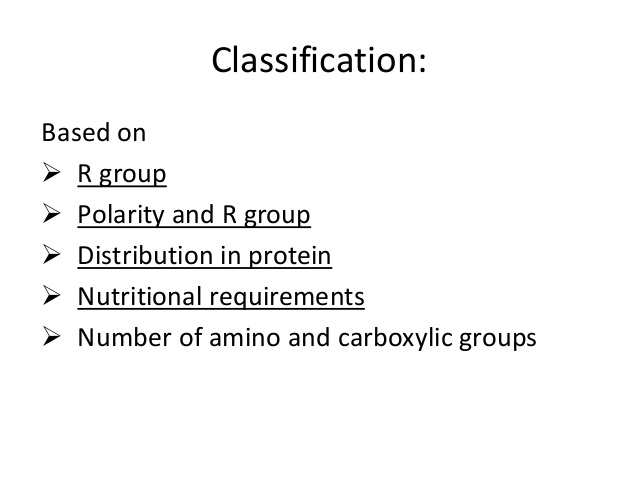 Classification:
Based on
➢ R group
➢ Polarity and R group
➢ Distribution in protein
➢ Nutritional requirements
➢ Number of amino and carboxylic groups